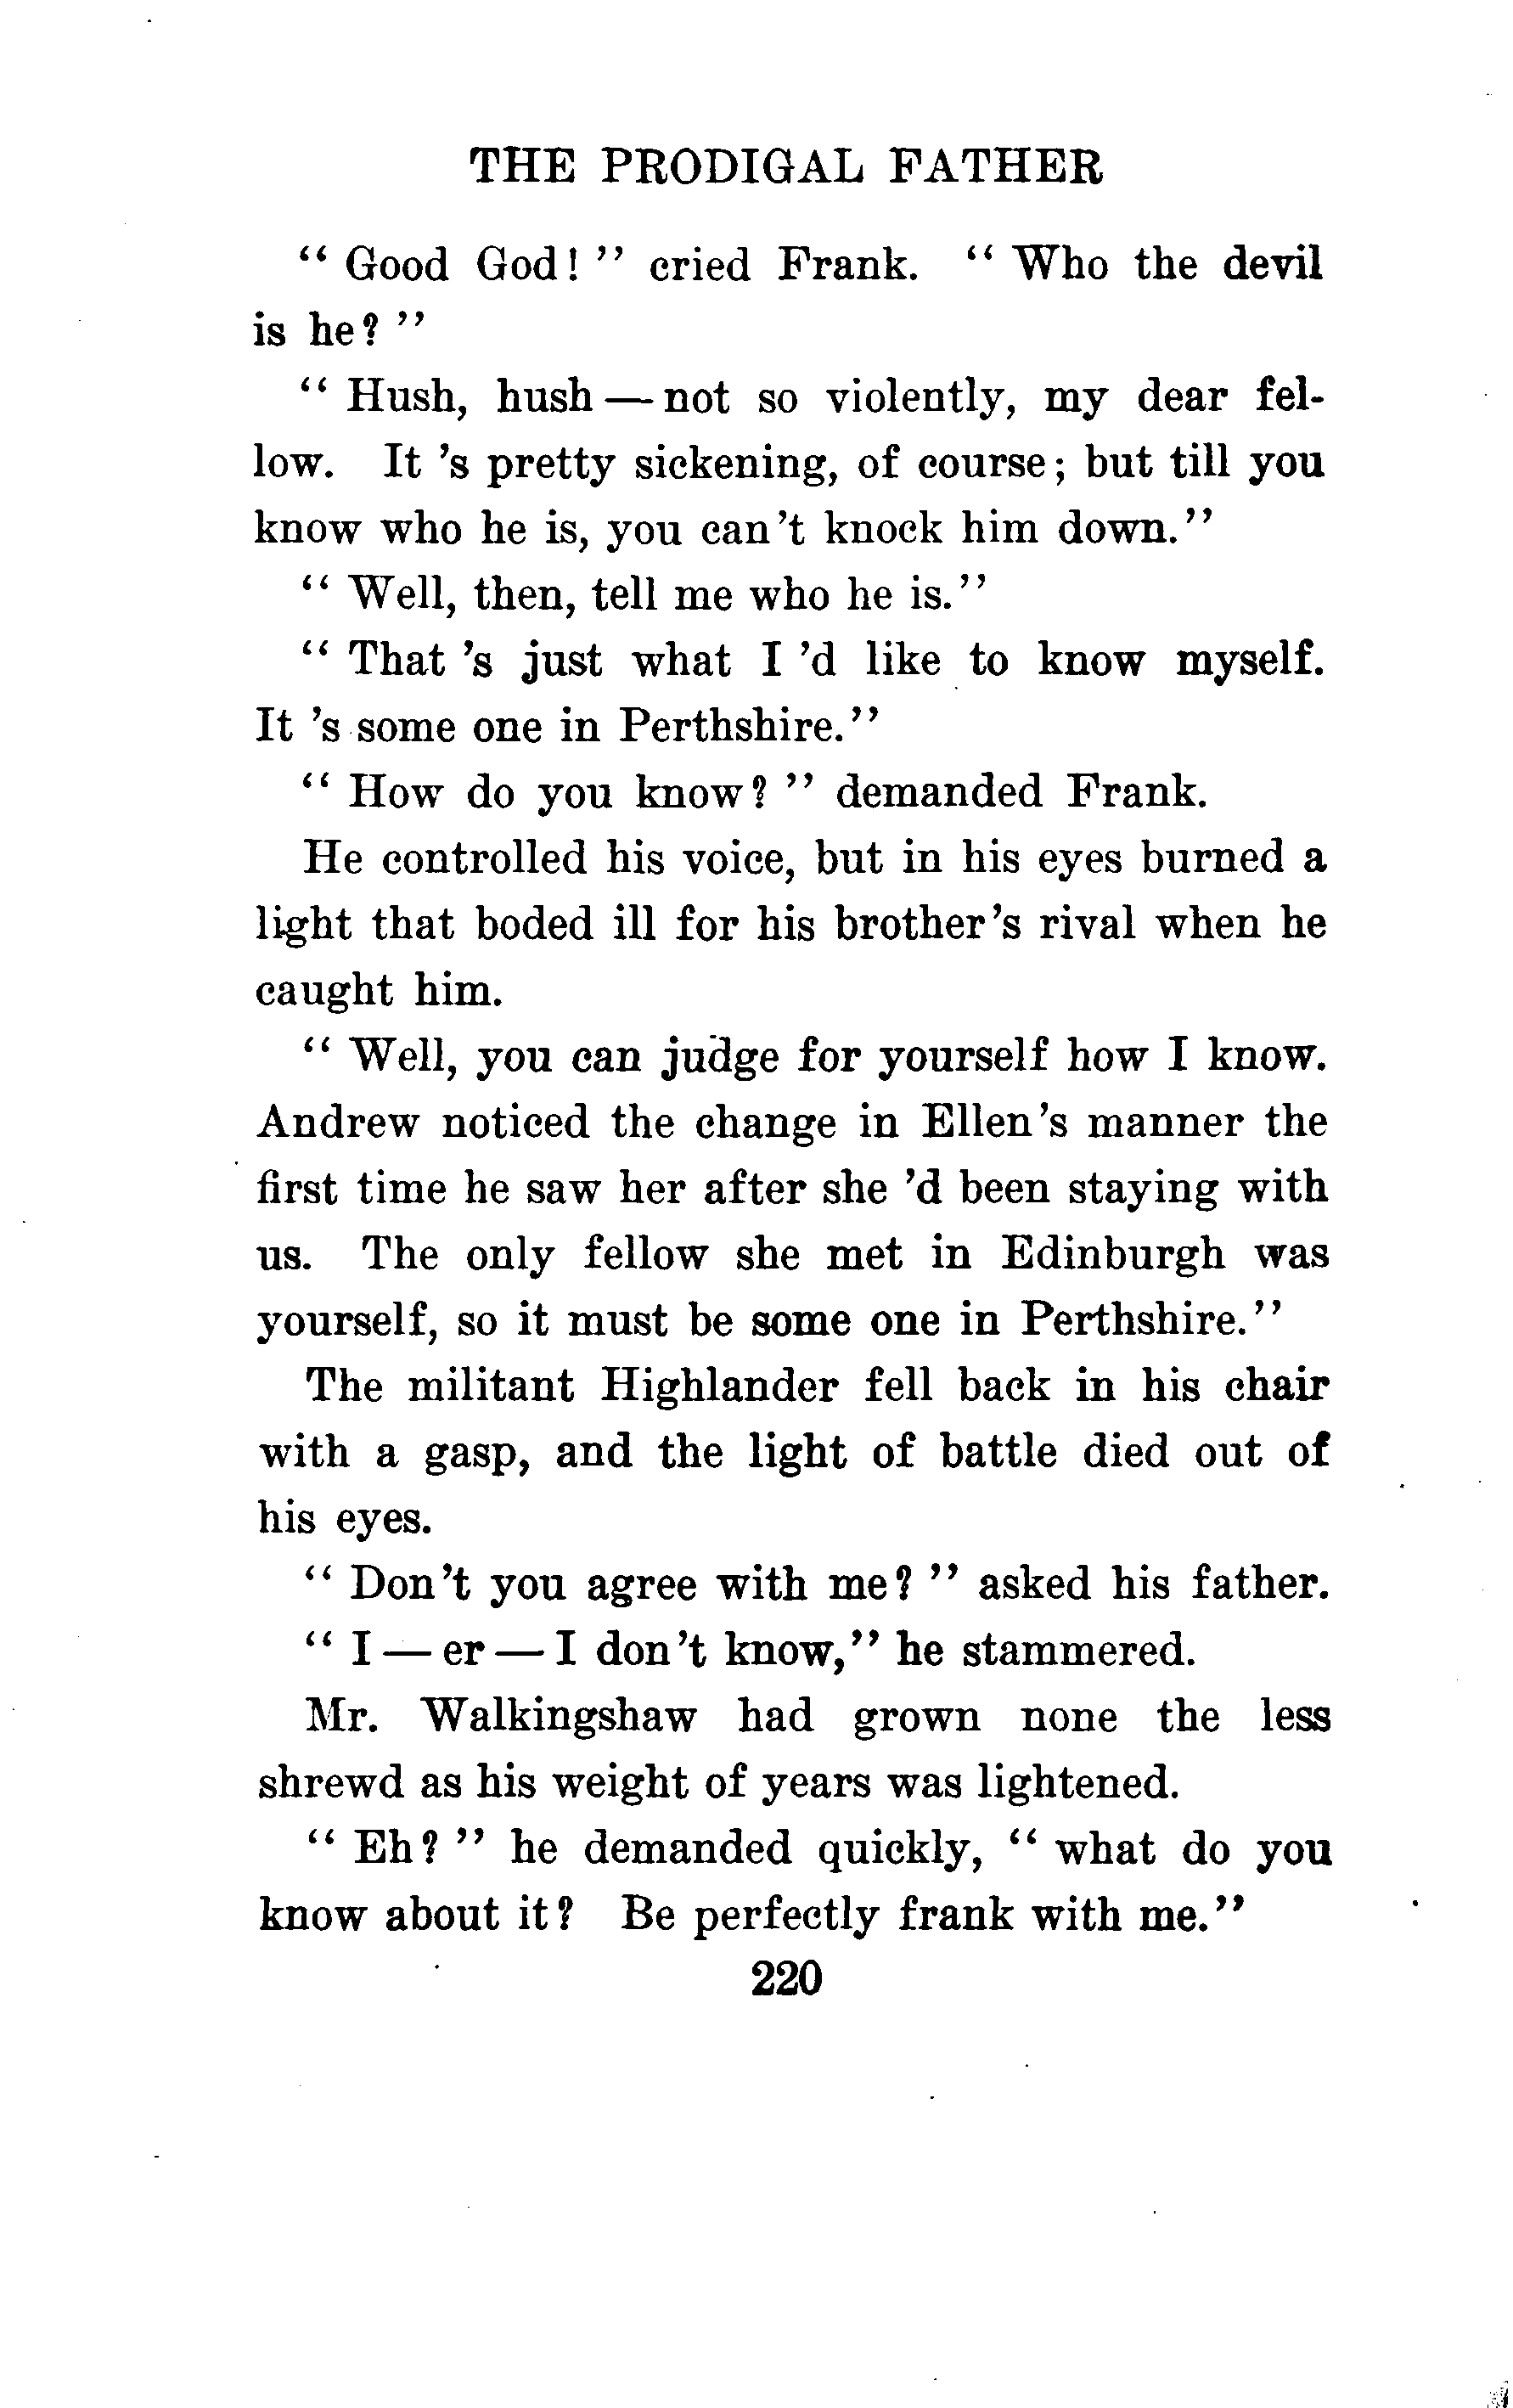 THE PRODIGAL FATHER
“ Good God! ” cried Frank. “ Who the devil
is he? ”
“ Hush, hush — not so violently, my dear fel-
low. It 's pretty sickening, of course; but till you
know who he is, you can't knock him down.”
“ Well, then, tell me who he is.”
“ That 's just what I 'd like to know myself.
It 's some one in Perthshire.”
“ How do you know? ” demanded Frank.
He controlled his voice, but in his eyes burned a
light that boded ill for his brother's rival when he
caught him.
“ Well, you can judge for yourself how I know.
Andrew noticed the change in Ellen's manner the
first time he saw her after she 'd been staying with
us. The only fellow she met in Edinburgh was
yourself, so it must be some one in Perthshire.”
The militant Highlander fell back in his chair
with a gasp, and the light of battle died out of
his eyes.
“ Don't you agree with me? ” asked his father.
“ I — er — I don't know,” he stammered.
Mr. Walkingshaw had grown none the less
shrewd as his weight of years was lightened.
“ Eh? ” he demanded quickly, “ what do you
know about it? Be perfectly frank with me.”
220